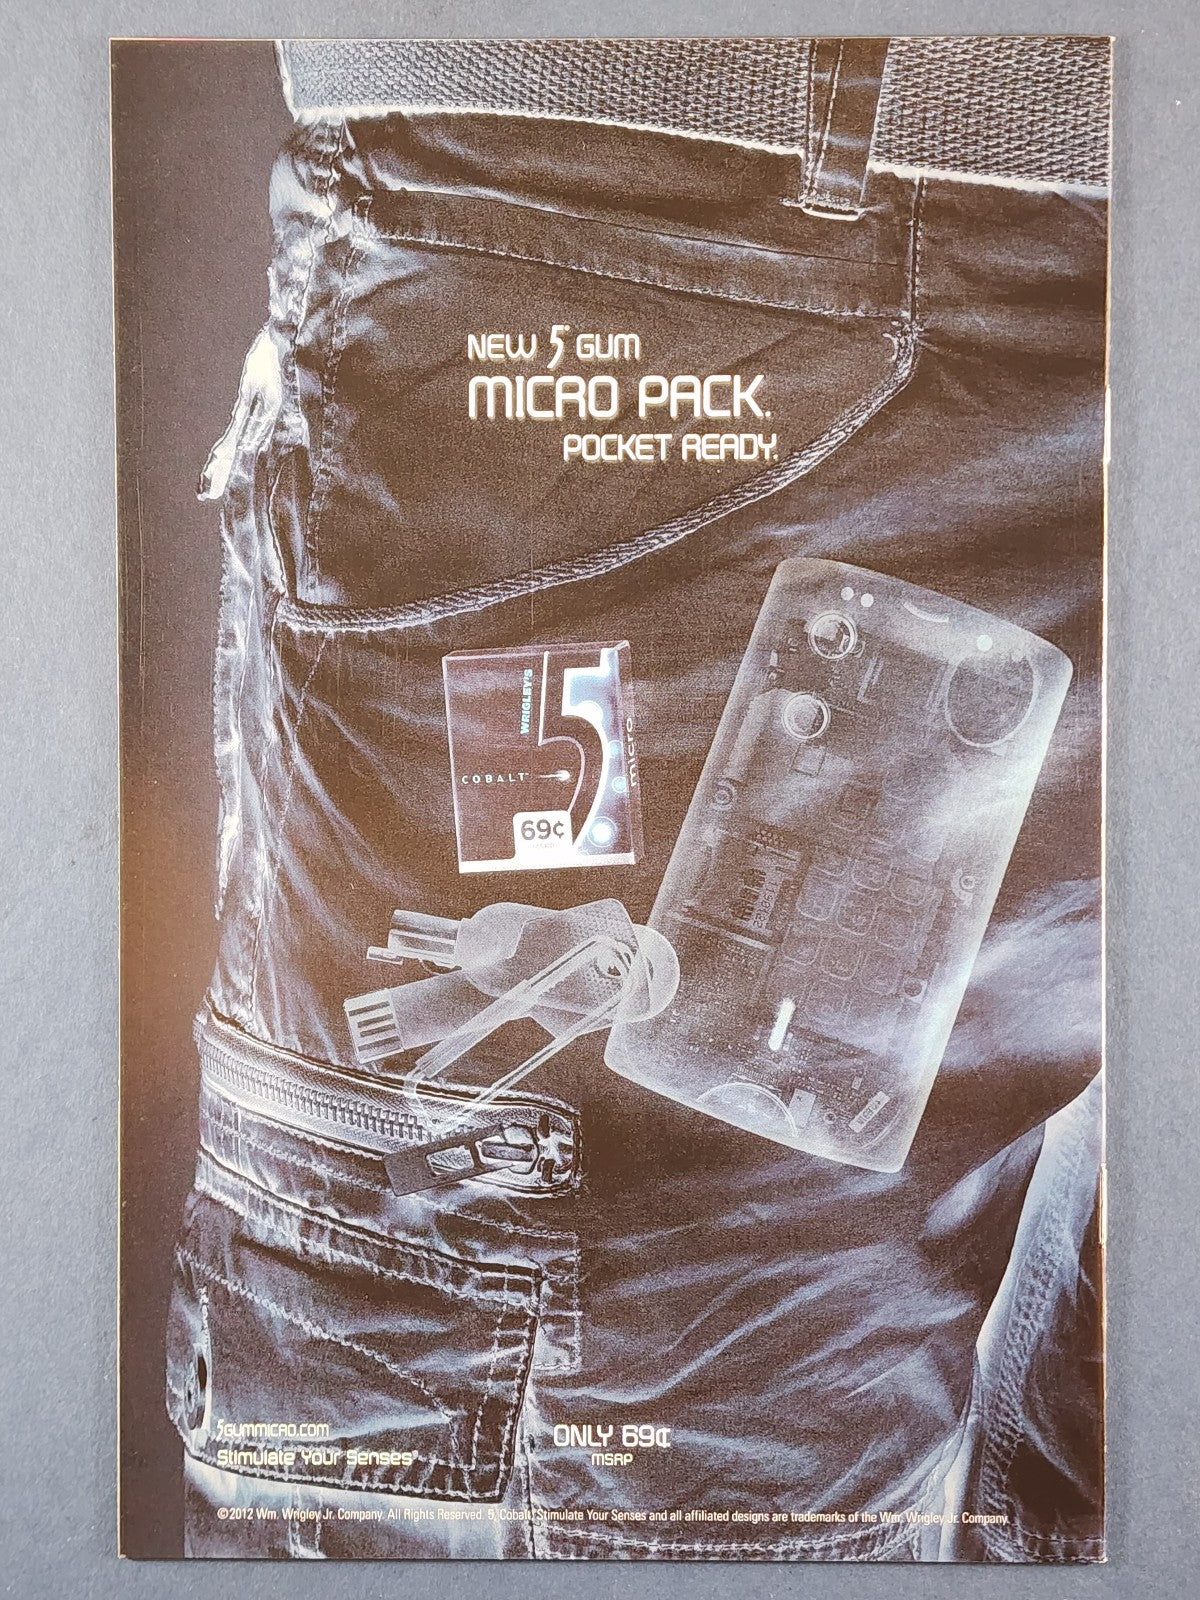 NEW 5® GUM
MICRO PACK.
POCKET READY.
WRIGLEY'S
5
MICRO
COBALT™
69¢
5GUMMICRO.COM
Stimulate Your Senses®
ONLY 69¢
MSRP
©2012 Wm. Wrigley Jr. Company. All Rights Reserved. 5, Cobalt, Stimulate Your Senses and all affiliated designs are trademarks of the Wm. Wrigley Jr. Company.